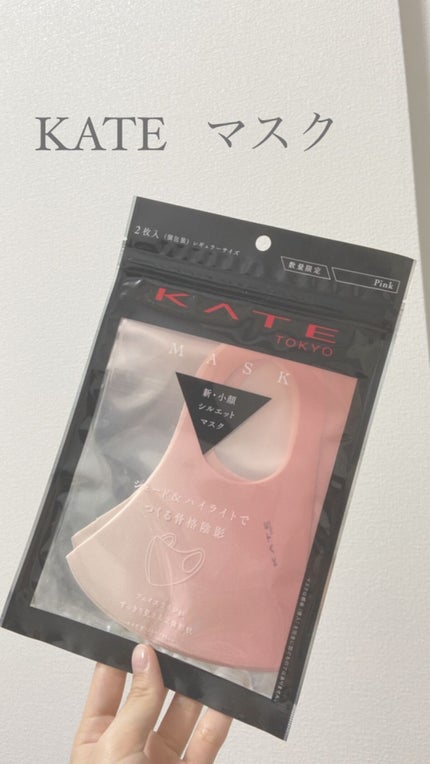 KATE マスク
2枚入(個包装)レギュラーサイズ
数量限定
Pink
KATE
TOKYO
MASK
新・小顔
シルエット
マスク
シェード&ハイライトで
つくる骨格陰影
KATE